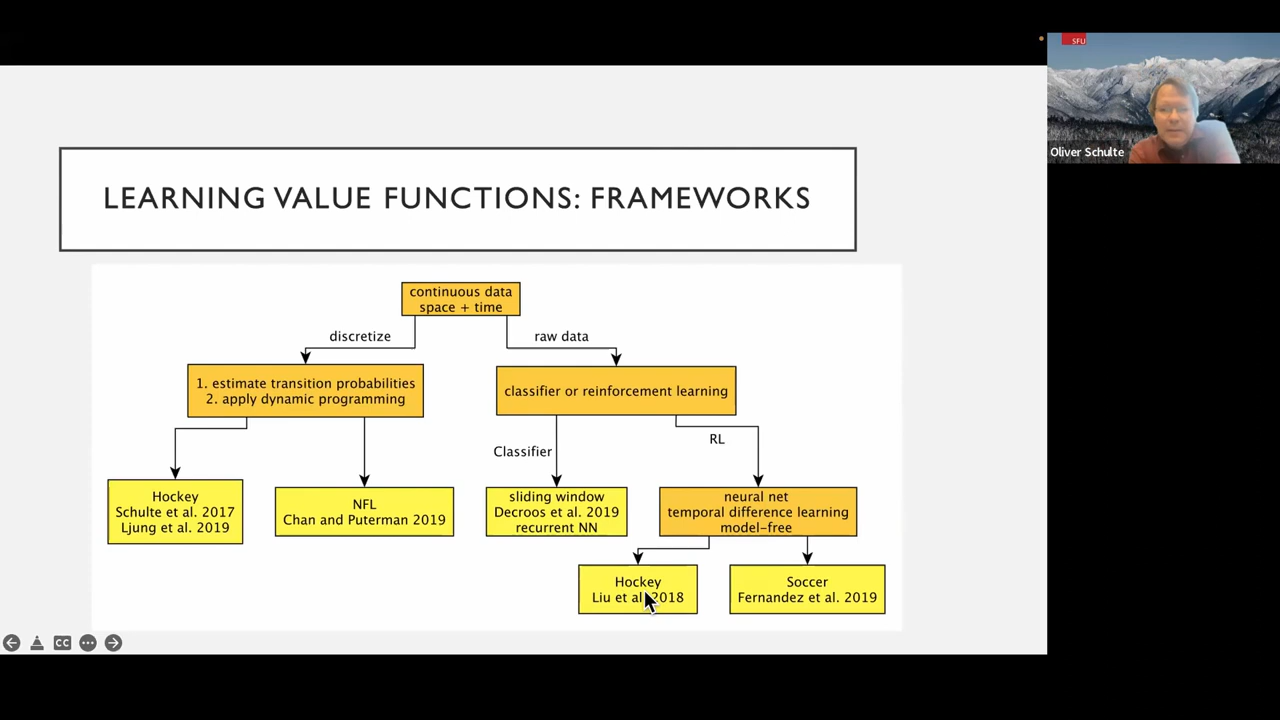 SFU
Oliver Schulte
LEARNING VALUE FUNCTIONS: FRAMEWORKS
continuous data
space + time
discretize
raw data
1. estimate transition probabilities
2. apply dynamic programming
classifier or reinforcement learning
Classifier
RL
Hockey
Schulte et al. 2017
Ljung et al. 2019
NFL
Chan and Puterman 2019
sliding window
Decroos et al. 2019
recurrent NN
neural net
temporal difference learning
model-free
Hockey
Liu et al. 2018
Soccer
Fernandez et al. 2019
CC